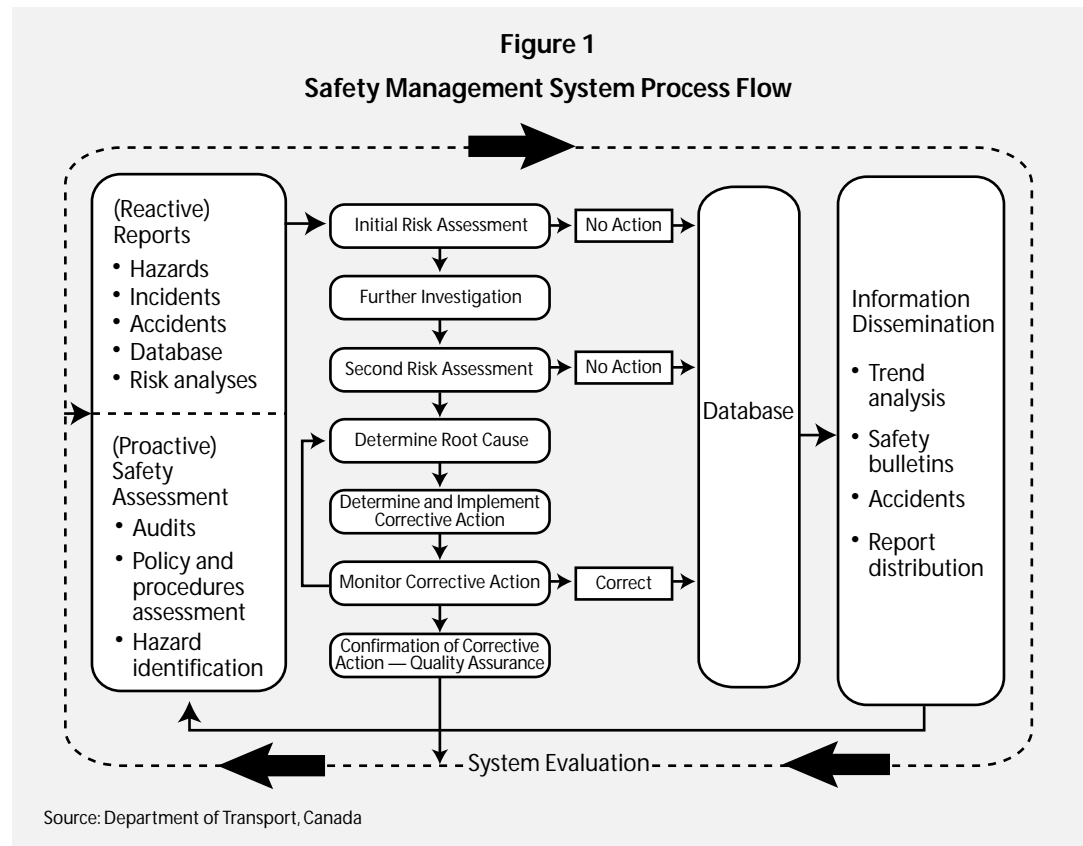 Figure 1
Safety Management System Process Flow
(Reactive)
Reports
• Hazards
• Incidents
• Accidents
• Database
• Risk analyses
(Proactive)
Safety
Assessment
• Audits
• Policy and
procedures
assessment
• Hazard
identification
Initial Risk Assessment
No Action
Further Investigation
Second Risk Assessment
No Action
Determine Root Cause
Determine and Implement
Corrective Action
Monitor Corrective Action
Correct
Confirmation of Corrective
Action — Quality Assurance
Database
Information
Dissemination
• Trend
analysis
• Safety
bulletins
• Accidents
• Report
distribution
System Evaluation
Source: Department of Transport, Canada